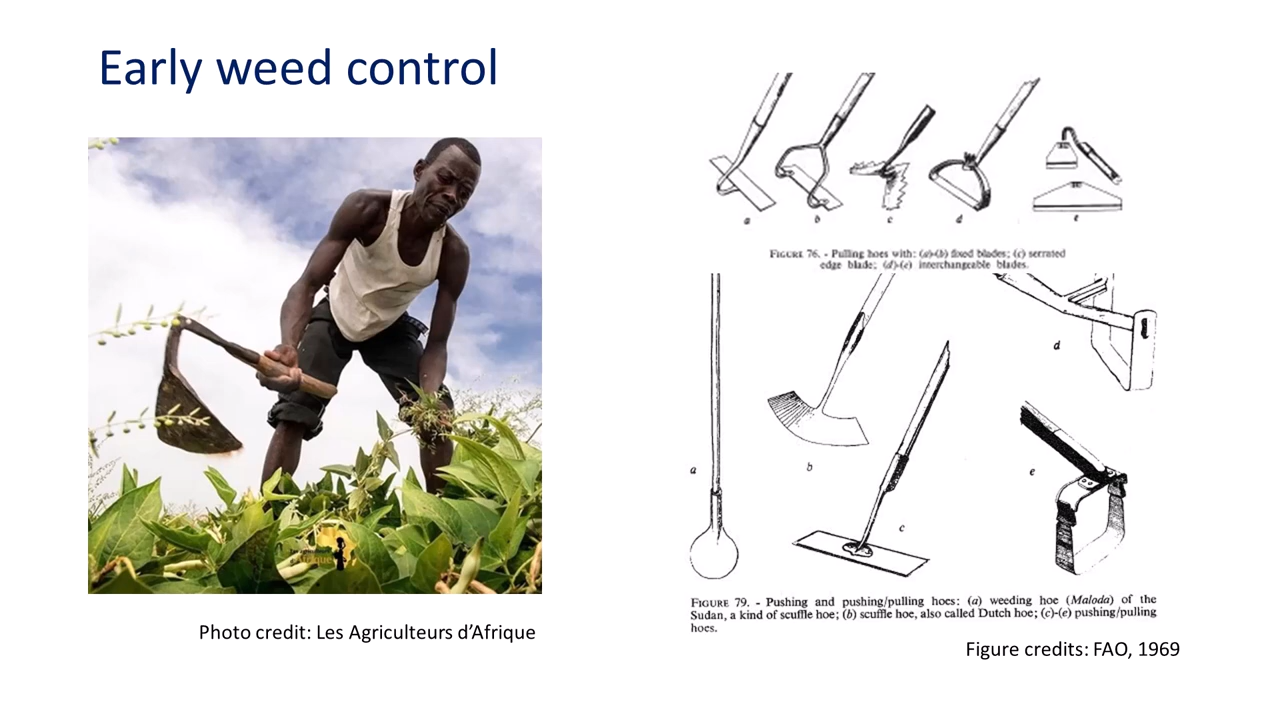 Early weed control
a
b
c
d
e
FIGURE 76. - Pulling hoes with: (a)-(b) fixed blades; (c) serrated
edge blade; (d)-(e) interchangeable blades.
a
b
c
d
e
FIGURE 79. - Pushing and pushing/pulling hoes: (a) weeding hoe (Maloda) of the
Sudan, a kind of scuffle hoe; (b) scuffle hoe, also called Dutch hoe; (c)-(e) pushing/pulling
hoes.
Afrique
Photo credit: Les Agriculteurs d’Afrique
Figure credits: FAO, 1969